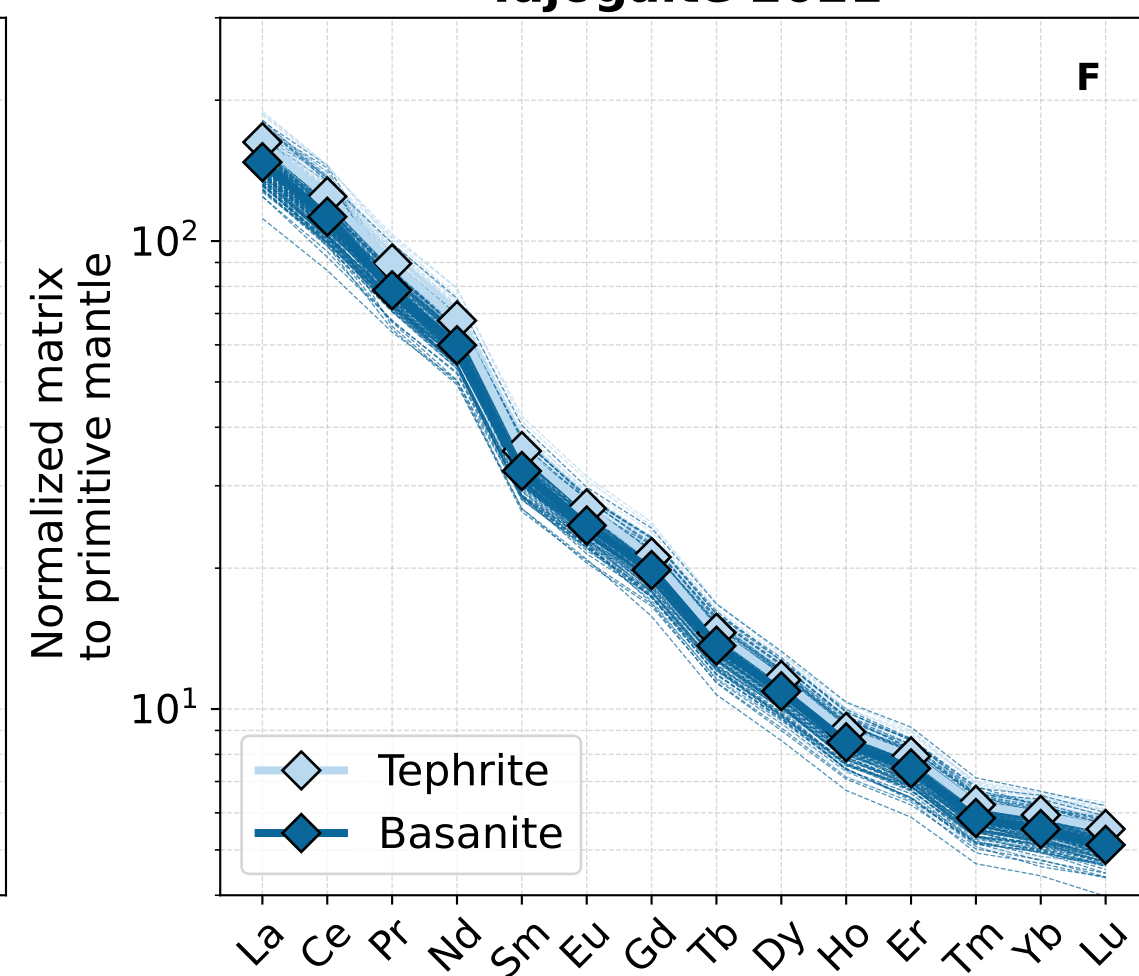 F
Normalized matrix
to primitive mantle
10²
10¹
Tephrite
Basanite
La Ce Pr Nd Sm Eu Gd Tb Dy Ho Er Tm Yb Lu